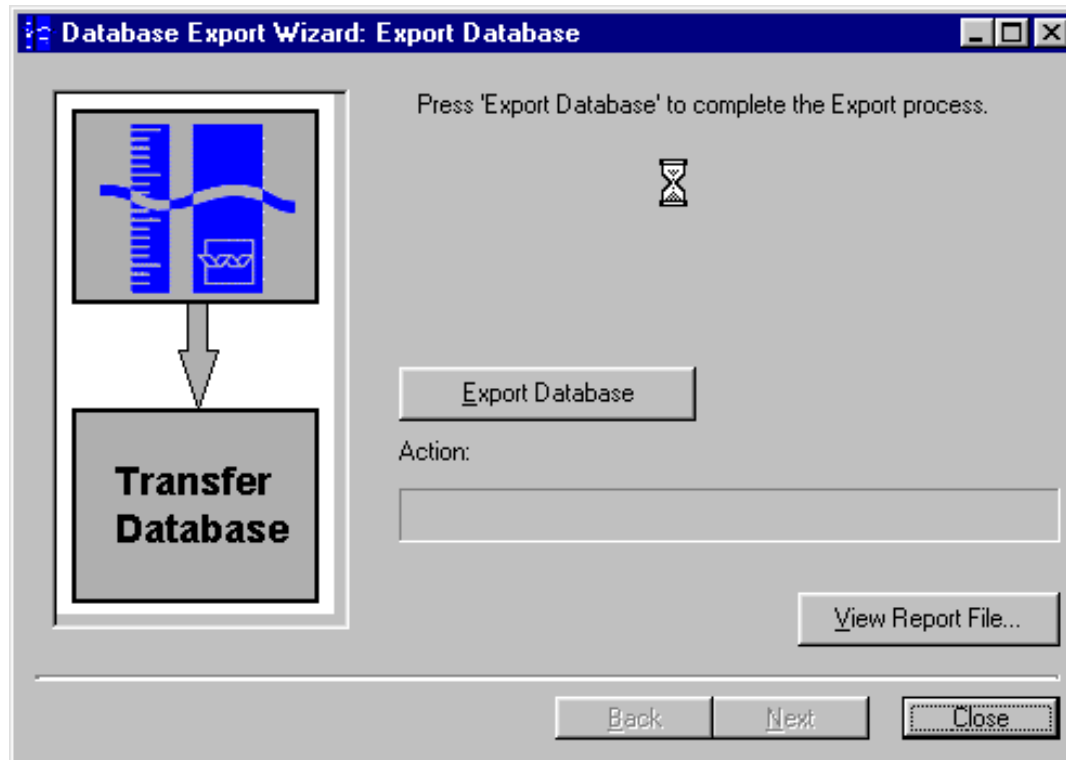 Database Export Wizard: Export Database
Press 'Export Database' to complete the Export process.
Export Database
Action:
Transfer
Database
View Report File...
Back
Next
Close